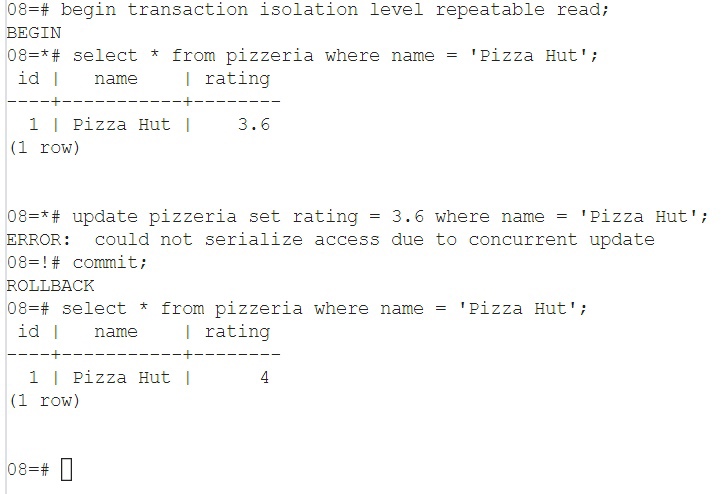 08=# begin transaction isolation level repeatable read;
BEGIN
08=*# select * from pizzeria where name = 'Pizza Hut';
 id |   name    | rating
----+-----------+--------
  1 | Pizza Hut |    3.6
(1 row)
08=*# update pizzeria set rating = 3.6 where name = 'Pizza Hut';
ERROR:  could not serialize access due to concurrent update
08=!# commit;
ROLLBACK
08=# select * from pizzeria where name = 'Pizza Hut';
 id |   name    | rating
----+-----------+--------
  1 | Pizza Hut |      4
(1 row)
08=#